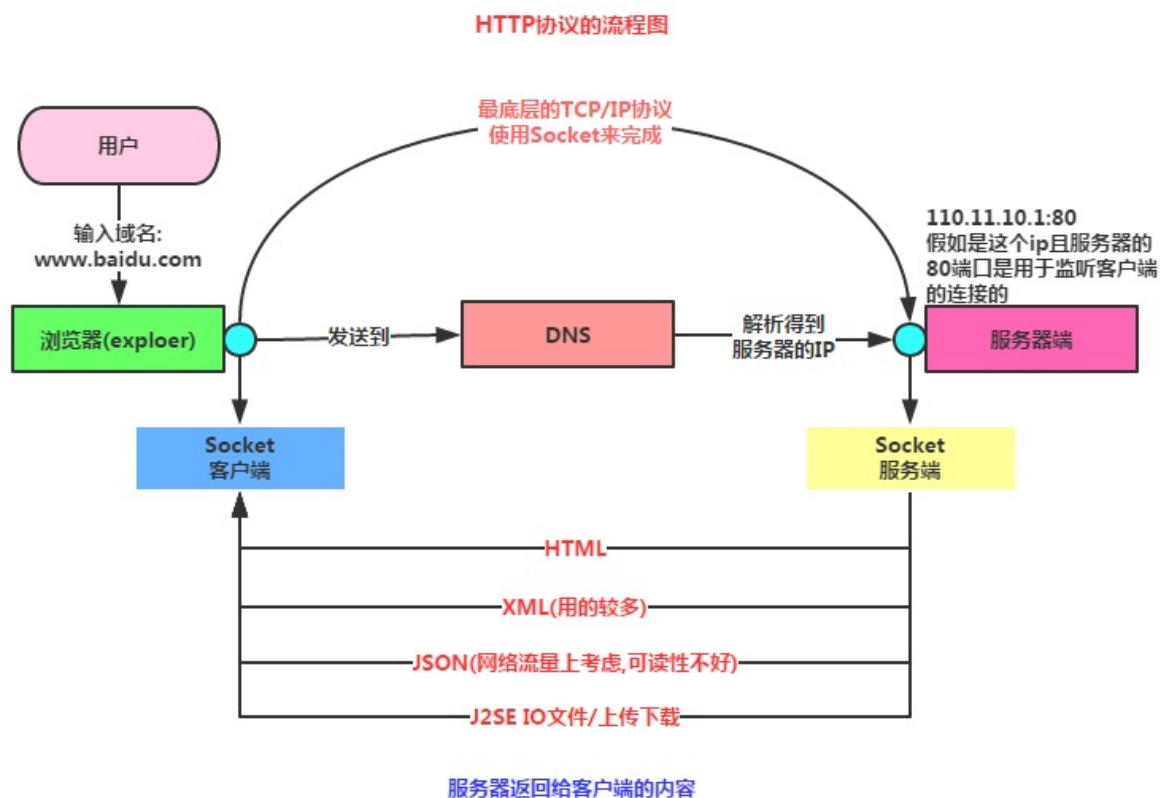 HTTP协议的流程图
最底层的TCP/IP协议
使用Socket来完成
用户
输入域名:
www.baidu.com
110.11.10.1:80
假如是这个ip且服务器的
80端口是用于监听客户端
的连接的
浏览器(exploer)
发送到
DNS
解析得到
服务器的IP
服务器端
Socket
客户端
Socket
服务端
HTML
XML(用的较多)
JSON(网络流量上考虑,可读性不好)
J2SE IO文件/上传下载
服务器返回给客户端的内容